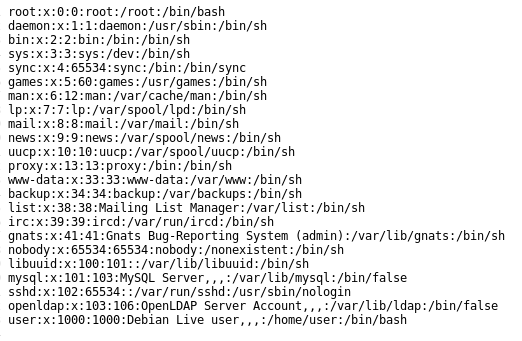 root:x:0:0:root:/root:/bin/bash
daemon:x:1:1:daemon:/usr/sbin:/bin/sh
bin:x:2:2:bin:/bin:/bin/sh
sys:x:3:3:sys:/dev:/bin/sh
sync:x:4:65534:sync:/bin:/bin/sync
games:x:5:60:games:/usr/games:/bin/sh
man:x:6:12:man:/var/cache/man:/bin/sh
lp:x:7:7:lp:/var/spool/lpd:/bin/sh
mail:x:8:8:mail:/var/mail:/bin/sh
news:x:9:9:news:/var/spool/news:/bin/sh
uucp:x:10:10:uucp:/var/spool/uucp:/bin/sh
proxy:x:13:13:proxy:/bin:/bin/sh
www-data:x:33:33:www-data:/var/www:/bin/sh
backup:x:34:34:backup:/var/backups:/bin/sh
list:x:38:38:Mailing List Manager:/var/list:/bin/sh
irc:x:39:39:ircd:/var/run/ircd:/bin/sh
gnats:x:41:41:Gnats Bug-Reporting System (admin):/var/lib/gnats:/bin/sh
nobody:x:65534:65534:nobody:/nonexistent:/bin/sh
libuuid:x:100:101::/var/lib/libuuid:/bin/sh
mysql:x:101:103:MySQL Server,,,:/var/lib/mysql:/bin/false
sshd:x:102:65534::/var/run/sshd:/usr/sbin/nologin
openldap:x:103:106:OpenLDAP Server Account,,,:/var/lib/ldap:/bin/false
user:x:1000:1000:Debian Live user,,,:/home/user:/bin/bash